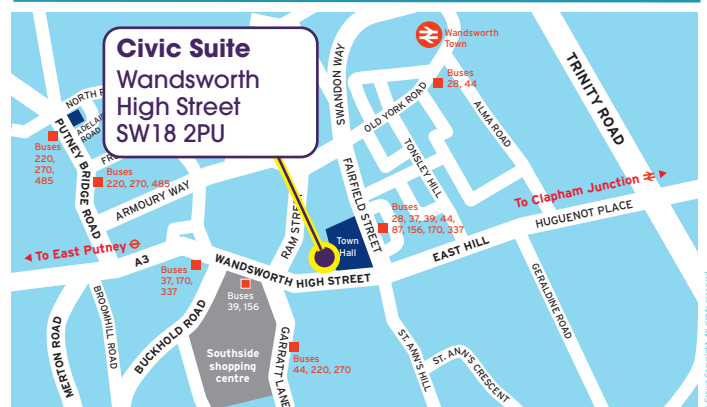 Civic Suite
Wandsworth
High Street
SW18 2PU
Wandsworth
Town
SWANDON WAY
TRINITY ROAD
Buses
28, 44
OLD YORK ROAD
ALMA ROAD
TONSLEY HILL
ADELAIDE
ROAD
PUTNEY BRIDGE ROAD
Buses
220,
270,
485
Buses
220, 270, 485
ARMOURY WAY
RAM STREET
FAIRFIELD STREET
Buses
28, 37, 39, 44,
87, 156, 170, 337
To Clapham Junction
HUGUENOT PLACE
EAST HILL
Town
Hall
To East Putney
A3
WANDSWORTH HIGH STREET
Buses
37, 170,
337
Buses
39, 156
MERTON ROAD
BROOMHILL ROAD
BUCKHOLD ROAD
Southside
shopping
centre
GARRATT LANE
Buses
44, 220, 270
ST. ANN'S HILL
ST. ANN'S CRESCENT
GERALDINE ROAD